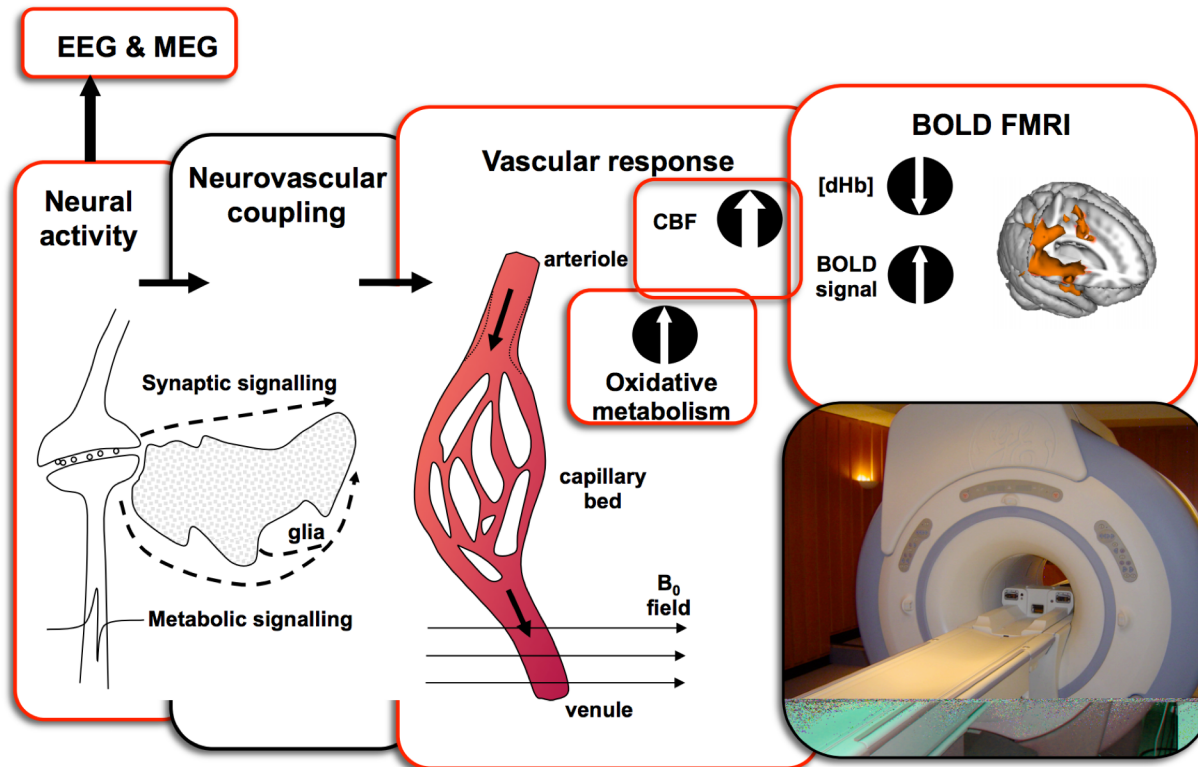 EEG & MEG
Neural
activity
Neurovascular
coupling
Synaptic signalling
glia
Metabolic signalling
Vascular response
CBF
arteriole
Oxidative
metabolism
capillary
bed
B₀
field
venule
BOLD FMRI
[dHb]
BOLD
signal